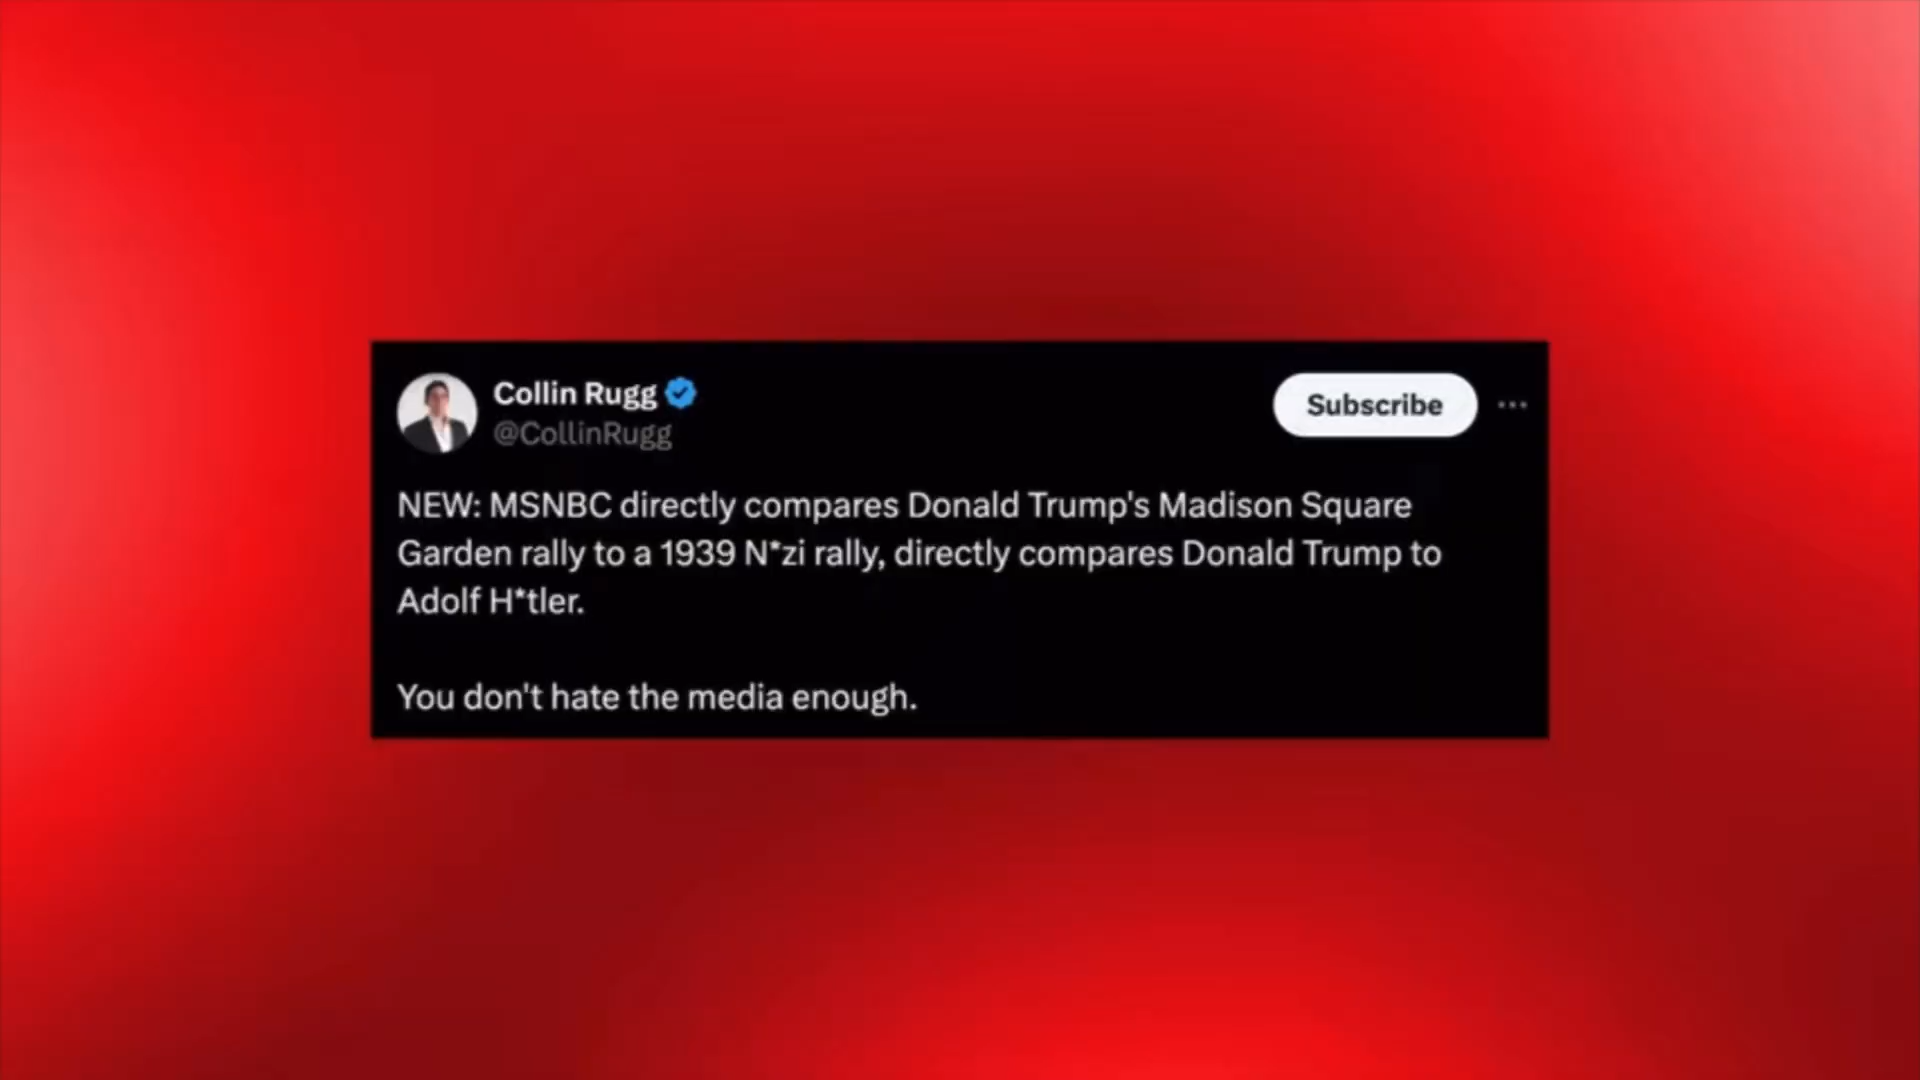 Collin Rugg
@CollinRugg
Subscribe
NEW: MSNBC directly compares Donald Trump's Madison Square
Garden rally to a 1939 N*zi rally, directly compares Donald Trump to
Adolf H*tler.
You don't hate the media enough.